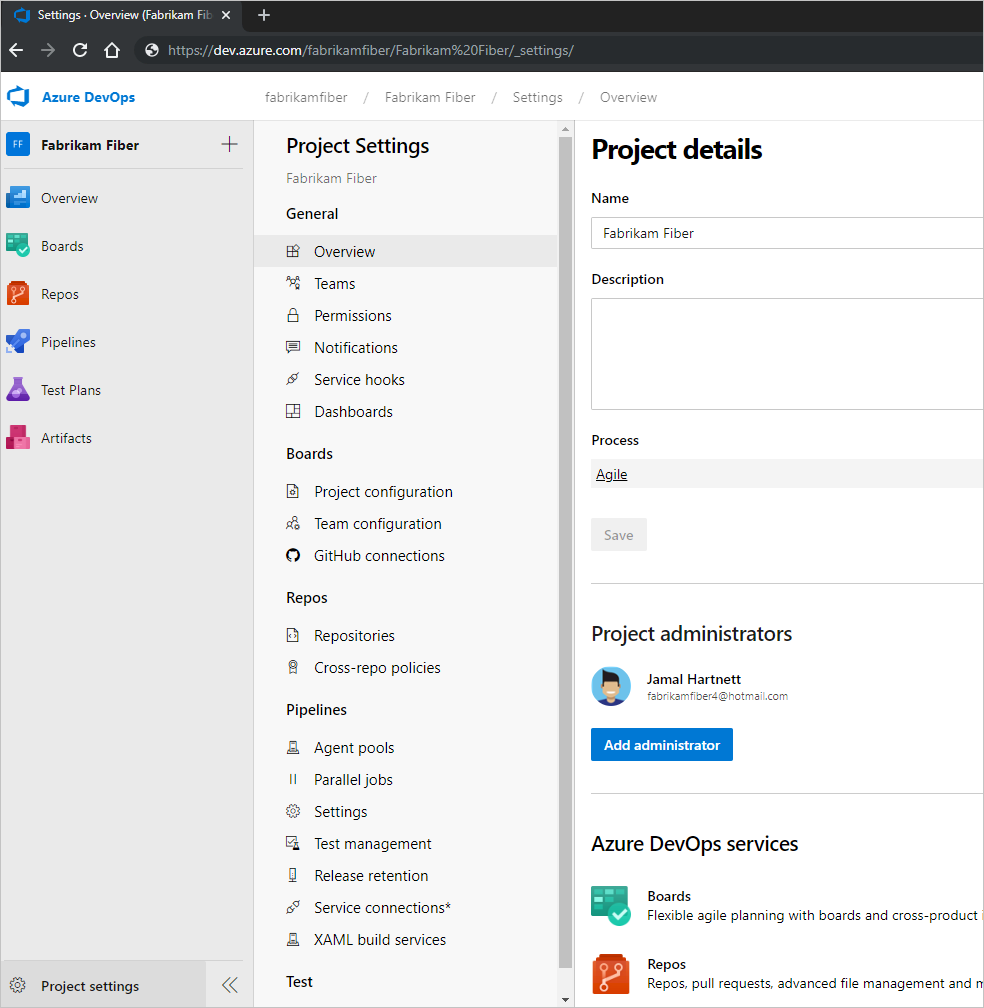 Settings · Overview (Fabrikam Fib
https://dev.azure.com/fabrikamfiber/Fabrikam%20Fiber/_settings/
Azure DevOps
fabrikamfiber / Fabrikam Fiber / Settings / Overview
FF
Fabrikam Fiber
Overview
Boards
Repos
Pipelines
Test Plans
Artifacts
Project settings
Project Settings
Fabrikam Fiber
General
Overview
Teams
Permissions
Notifications
Service hooks
Dashboards
Boards
Project configuration
Team configuration
GitHub connections
Repos
Repositories
Cross-repo policies
Pipelines
Agent pools
Parallel jobs
Settings
Test management
Release retention
Service connections*
XAML build services
Test
Project details
Name
Fabrikam Fiber
Description
Process
Agile
Save
Project administrators
Jamal Hartnett
fabrikamfiber4@hotmail.com
Add administrator
Azure DevOps services
Boards
Flexible agile planning with boards and cross-product
Repos
Repos, pull requests, advanced file management and